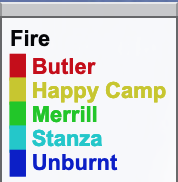 Fire
Butler
Happy Camp
Merrill
Stanza
Unburnt